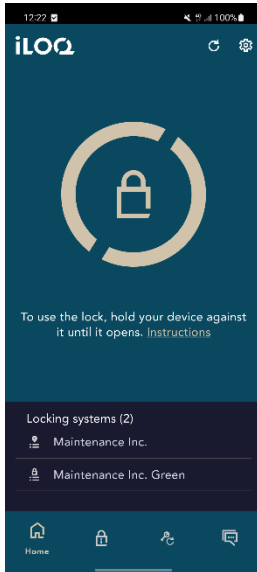 12:22 100%
iLOQ
To use the lock, hold your device against
it until it opens. Instructions
Locking systems (2)
Maintenance Inc.
Maintenance Inc. Green
Home